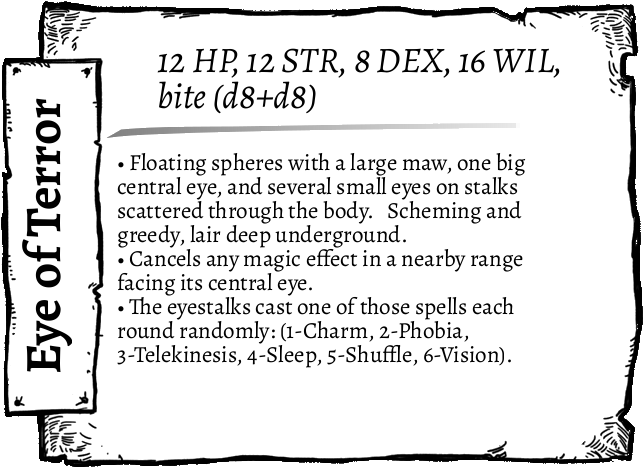 Eye of Terror
12 HP, 12 STR, 8 DEX, 16 WIL,
bite (d8+d8)
• Floating spheres with a large maw, one big
central eye, and several small eyes on stalks
scattered through the body. Scheming and
greedy, lair deep underground.
• Cancels any magic effect in a nearby range
facing its central eye.
• The eyestalks cast one of those spells each
round randomly: (1-Charm, 2-Phobia,
3-Telekinesis, 4-Sleep, 5-Shuffle, 6-Vision).